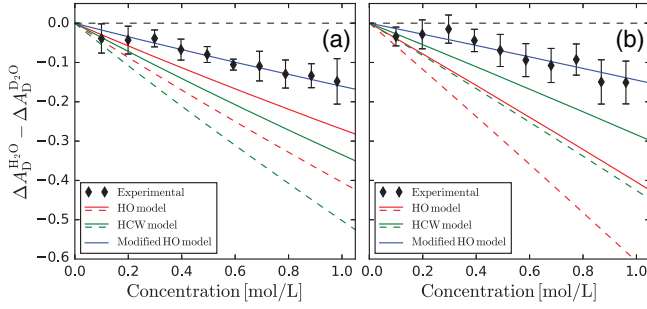 (a)
(b)
ΔA_D^{H₂O} − ΔA_D^{D₂O}
0.0
−0.1
−0.2
−0.3
−0.4
−0.5
−0.6
Experimental
HO model
HCW model
Modified HO model
Experimental
HO model
HCW model
Modified HO model
0.0 0.2 0.4 0.6 0.8 1.0
0.0 0.2 0.4 0.6 0.8 1.0
Concentration [mol/L]
Concentration [mol/L]